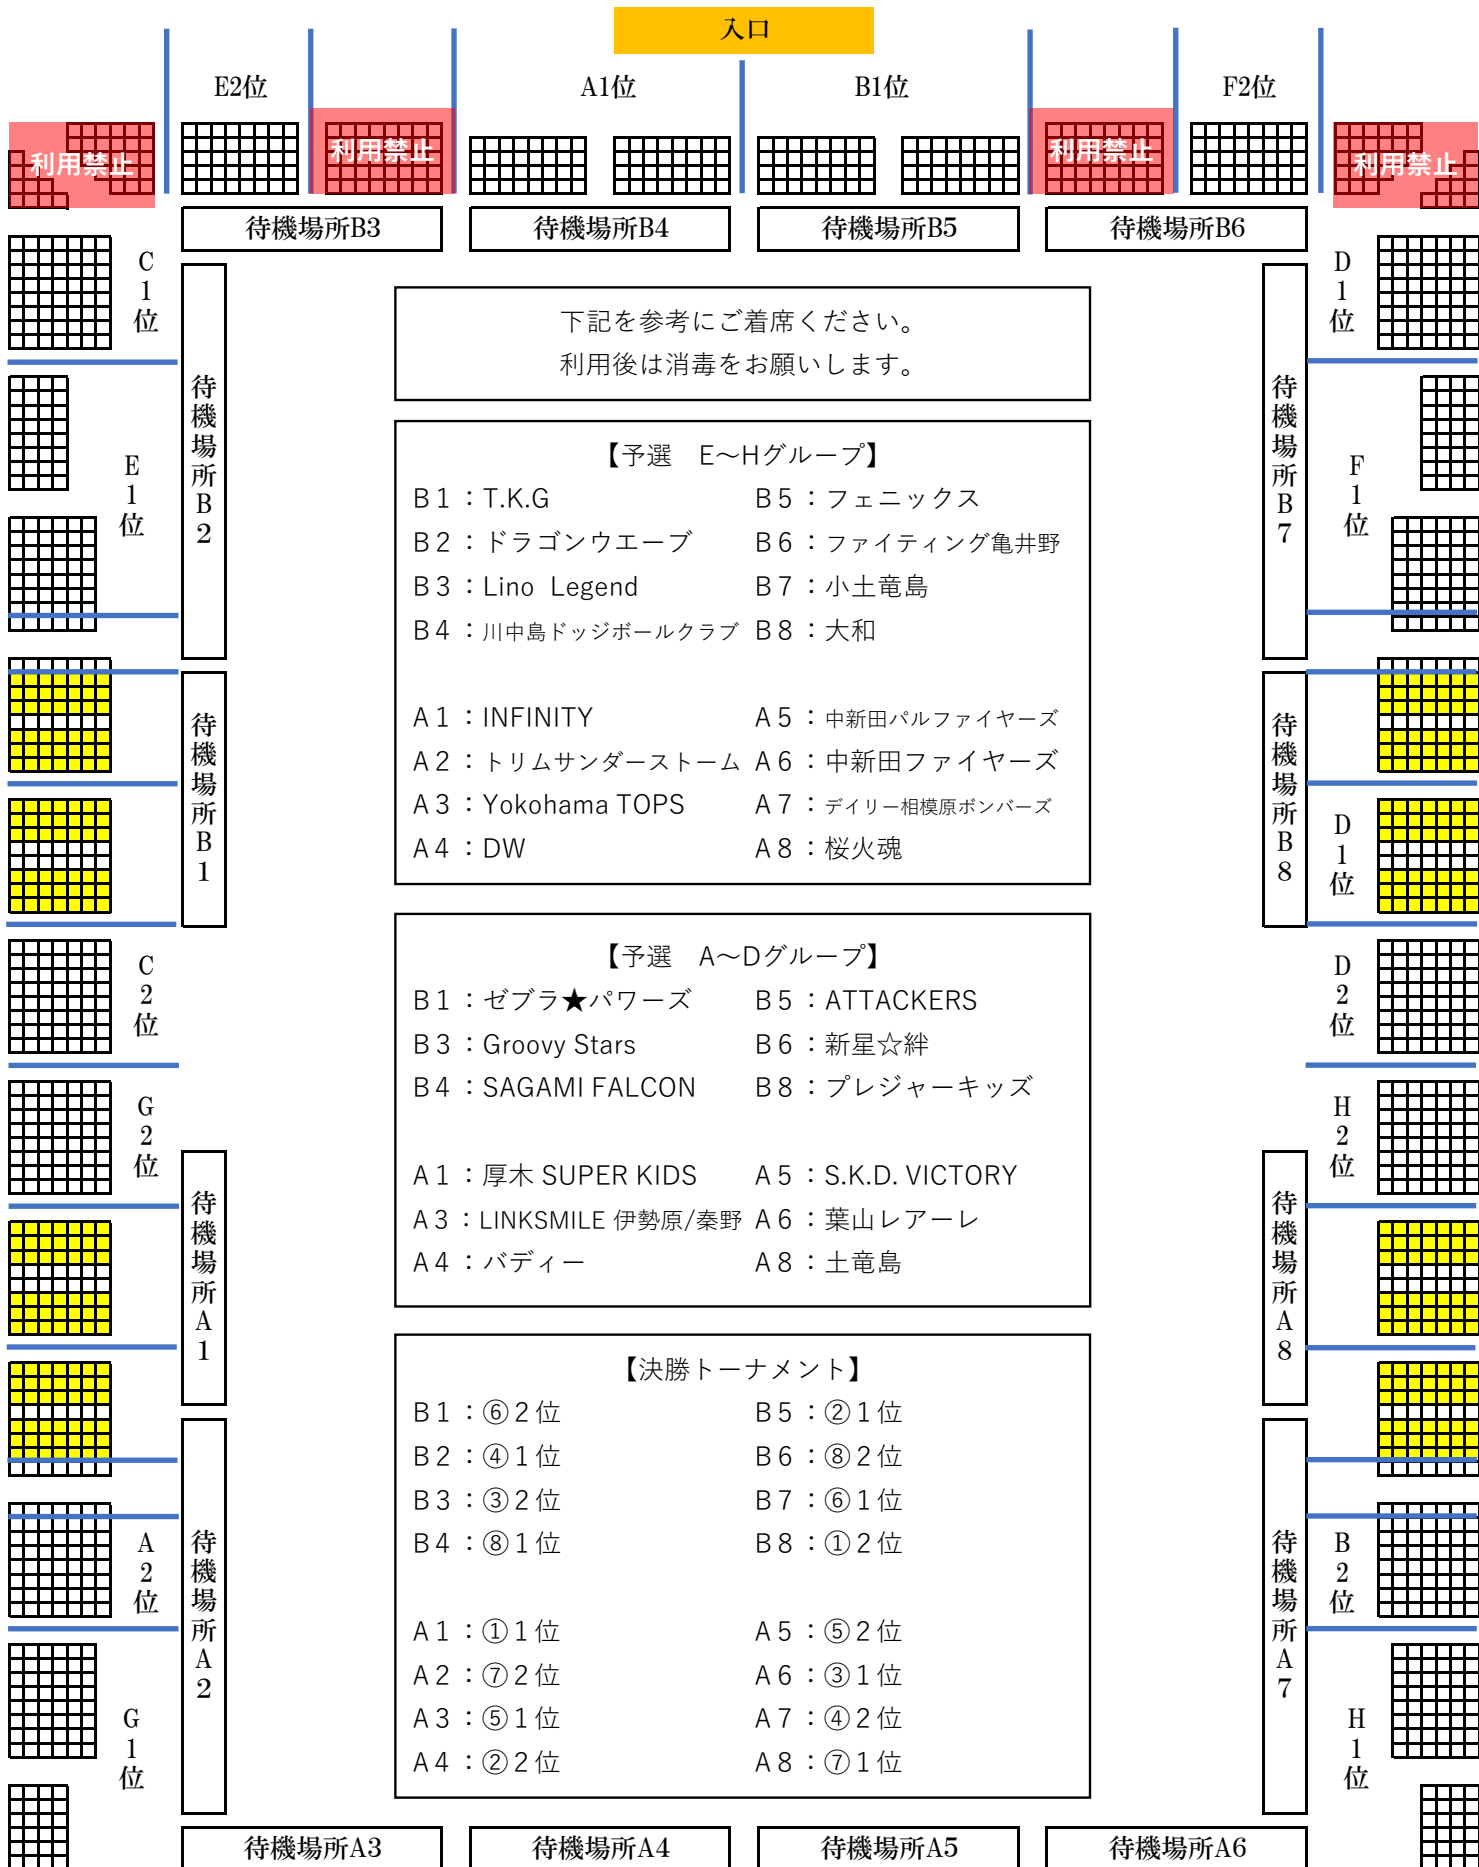 入口
E2位
A1位
B1位
F2位
利用禁止
利用禁止
利用禁止
利用禁止
待機場所B3
待機場所B4
待機場所B5
待機場所B6
C1位
E1位
C2位
G2位
A2位
G1位
待機場所B2
待機場所B1
待機場所A1
待機場所A2
下記を参考にご着席ください。
利用後は消毒をお願いします。
【予選　E～Hグループ】
B1：T.K.G
B5：フェニックス
B2：ドラゴンウエーブ
B6：ファイティング亀井野
B3：Lino Legend
B7：小土竜島
B4：川中島ドッジボールクラブ
B8：大和
A1：INFINITY
A5：中新田パルファイヤーズ
A2：トリムサンダーストーム
A6：中新田ファイヤーズ
A3：Yokohama TOPS
A7：デイリー相模原ボンバーズ
A4：DW
A8：桜火魂
【予選　A～Dグループ】
B1：ゼブラ★パワーズ
B5：ATTACKERS
B3：Groovy Stars
B6：新星☆絆
B4：SAGAMI FALCON
B8：プレジャーキッズ
A1：厚木 SUPER KIDS
A5：S.K.D. VICTORY
A3：LINKSMILE 伊勢原/秦野
A6：葉山レアーレ
A4：バディー
A8：土竜島
【決勝トーナメント】
B1：⑥2位
B5：②1位
B2：④1位
B6：⑧2位
B3：③2位
B7：⑥1位
B4：⑧1位
B8：①2位
A1：①1位
A5：⑤2位
A2：⑦2位
A6：③1位
A3：⑤1位
A7：④2位
A4：②2位
A8：⑦1位
待機場所B7
待機場所B8
待機場所A8
待機場所A7
D1位
F1位
D1位
D2位
H2位
B2位
H1位
待機場所A3
待機場所A4
待機場所A5
待機場所A6